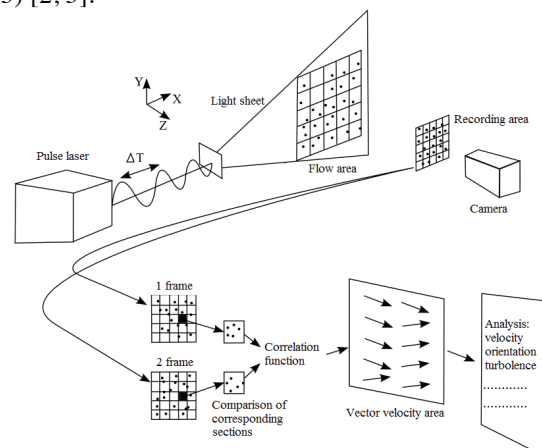 3) [2, 3].
Y
X
Z
Light sheet
Recording area
Pulse laser
ΔT
Flow area
Camera
1 frame
Correlation
function
2 frame
Comparison of
corresponding
sections
Vector velocity area
Analysis:
velocity
orientation
turbolence
............
............